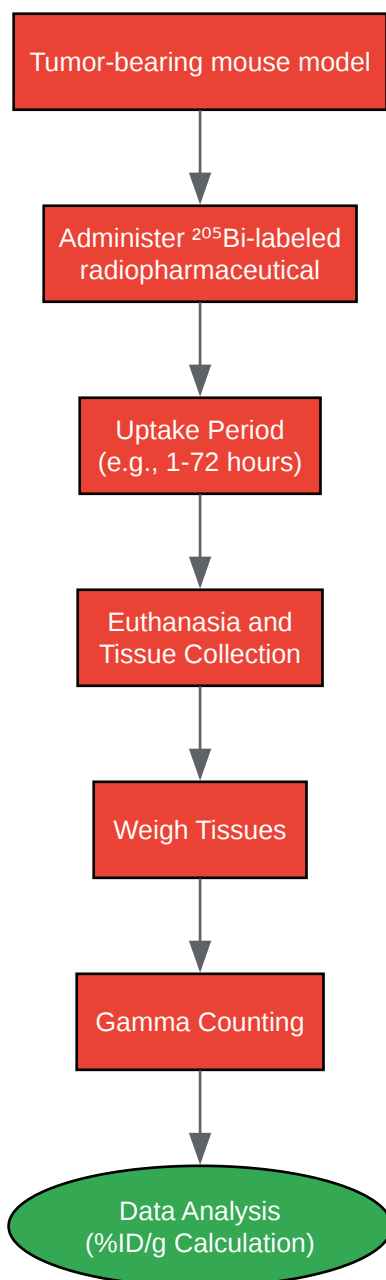 Tumor-bearing mouse model
Administer ²⁰⁵Bi-labeled
radiopharmaceutical
Uptake Period
(e.g., 1-72 hours)
Euthanasia and
Tissue Collection
Weigh Tissues
Gamma Counting
Data Analysis
(%ID/g Calculation)